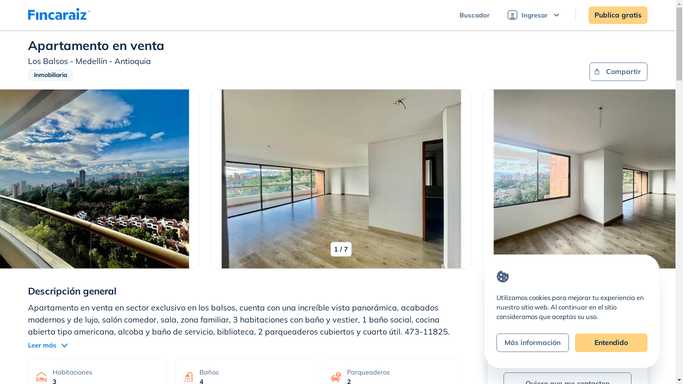 Fincaraiz
Buscador
Ingresar
Publica gratis
Apartamento en venta
Los Balsos - Medellín - Antioquia
Inmobiliaria
Compartir
1 / 7
Descripción general
Apartamento en venta en sector exclusivo en los balsos, cuenta con una increíble vista panorámica, acabados
modernos y de lujo, salón comedor, sala, zona familiar, 3 habitaciones con baño y vestier, 1 baño social, cocina
abierta tipo americana, alcoba y baño de servicio, biblioteca, 2 parqueaderos cubiertos y cuarto útil. 473-11825.
Leer más
Habitaciones
3
Baños
4
Parqueaderos
2
Utilizamos cookies para mejorar tu experiencia en
nuestro sitio web. Al continuar en el sitio
consideramos que aceptas su uso.
Más información
Entendido
Quiero que me contacten